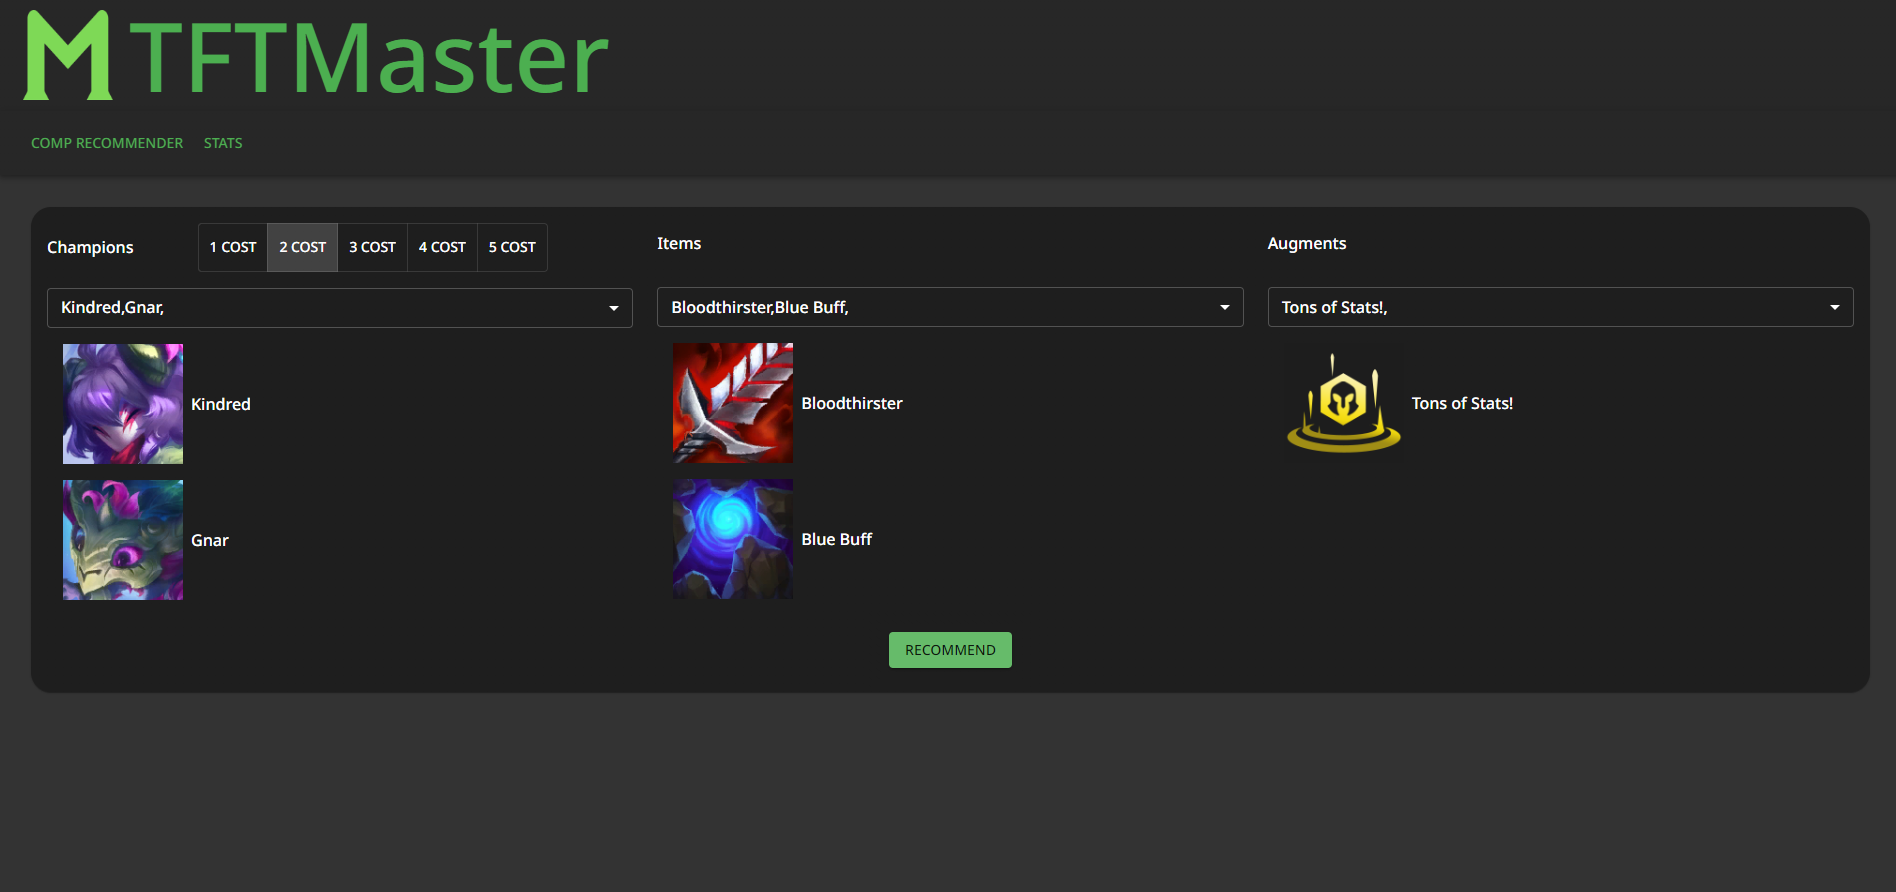 TFTMaster
COMP RECOMMENDER STATS
Champions 1 COST 2 COST 3 COST 4 COST 5 COST
Kindred,Gnar,
Kindred
Gnar
Items
Bloodthirster,Blue Buff,
Bloodthirster
Blue Buff
Augments
Tons of Stats!,
Tons of Stats!
RECOMMEND